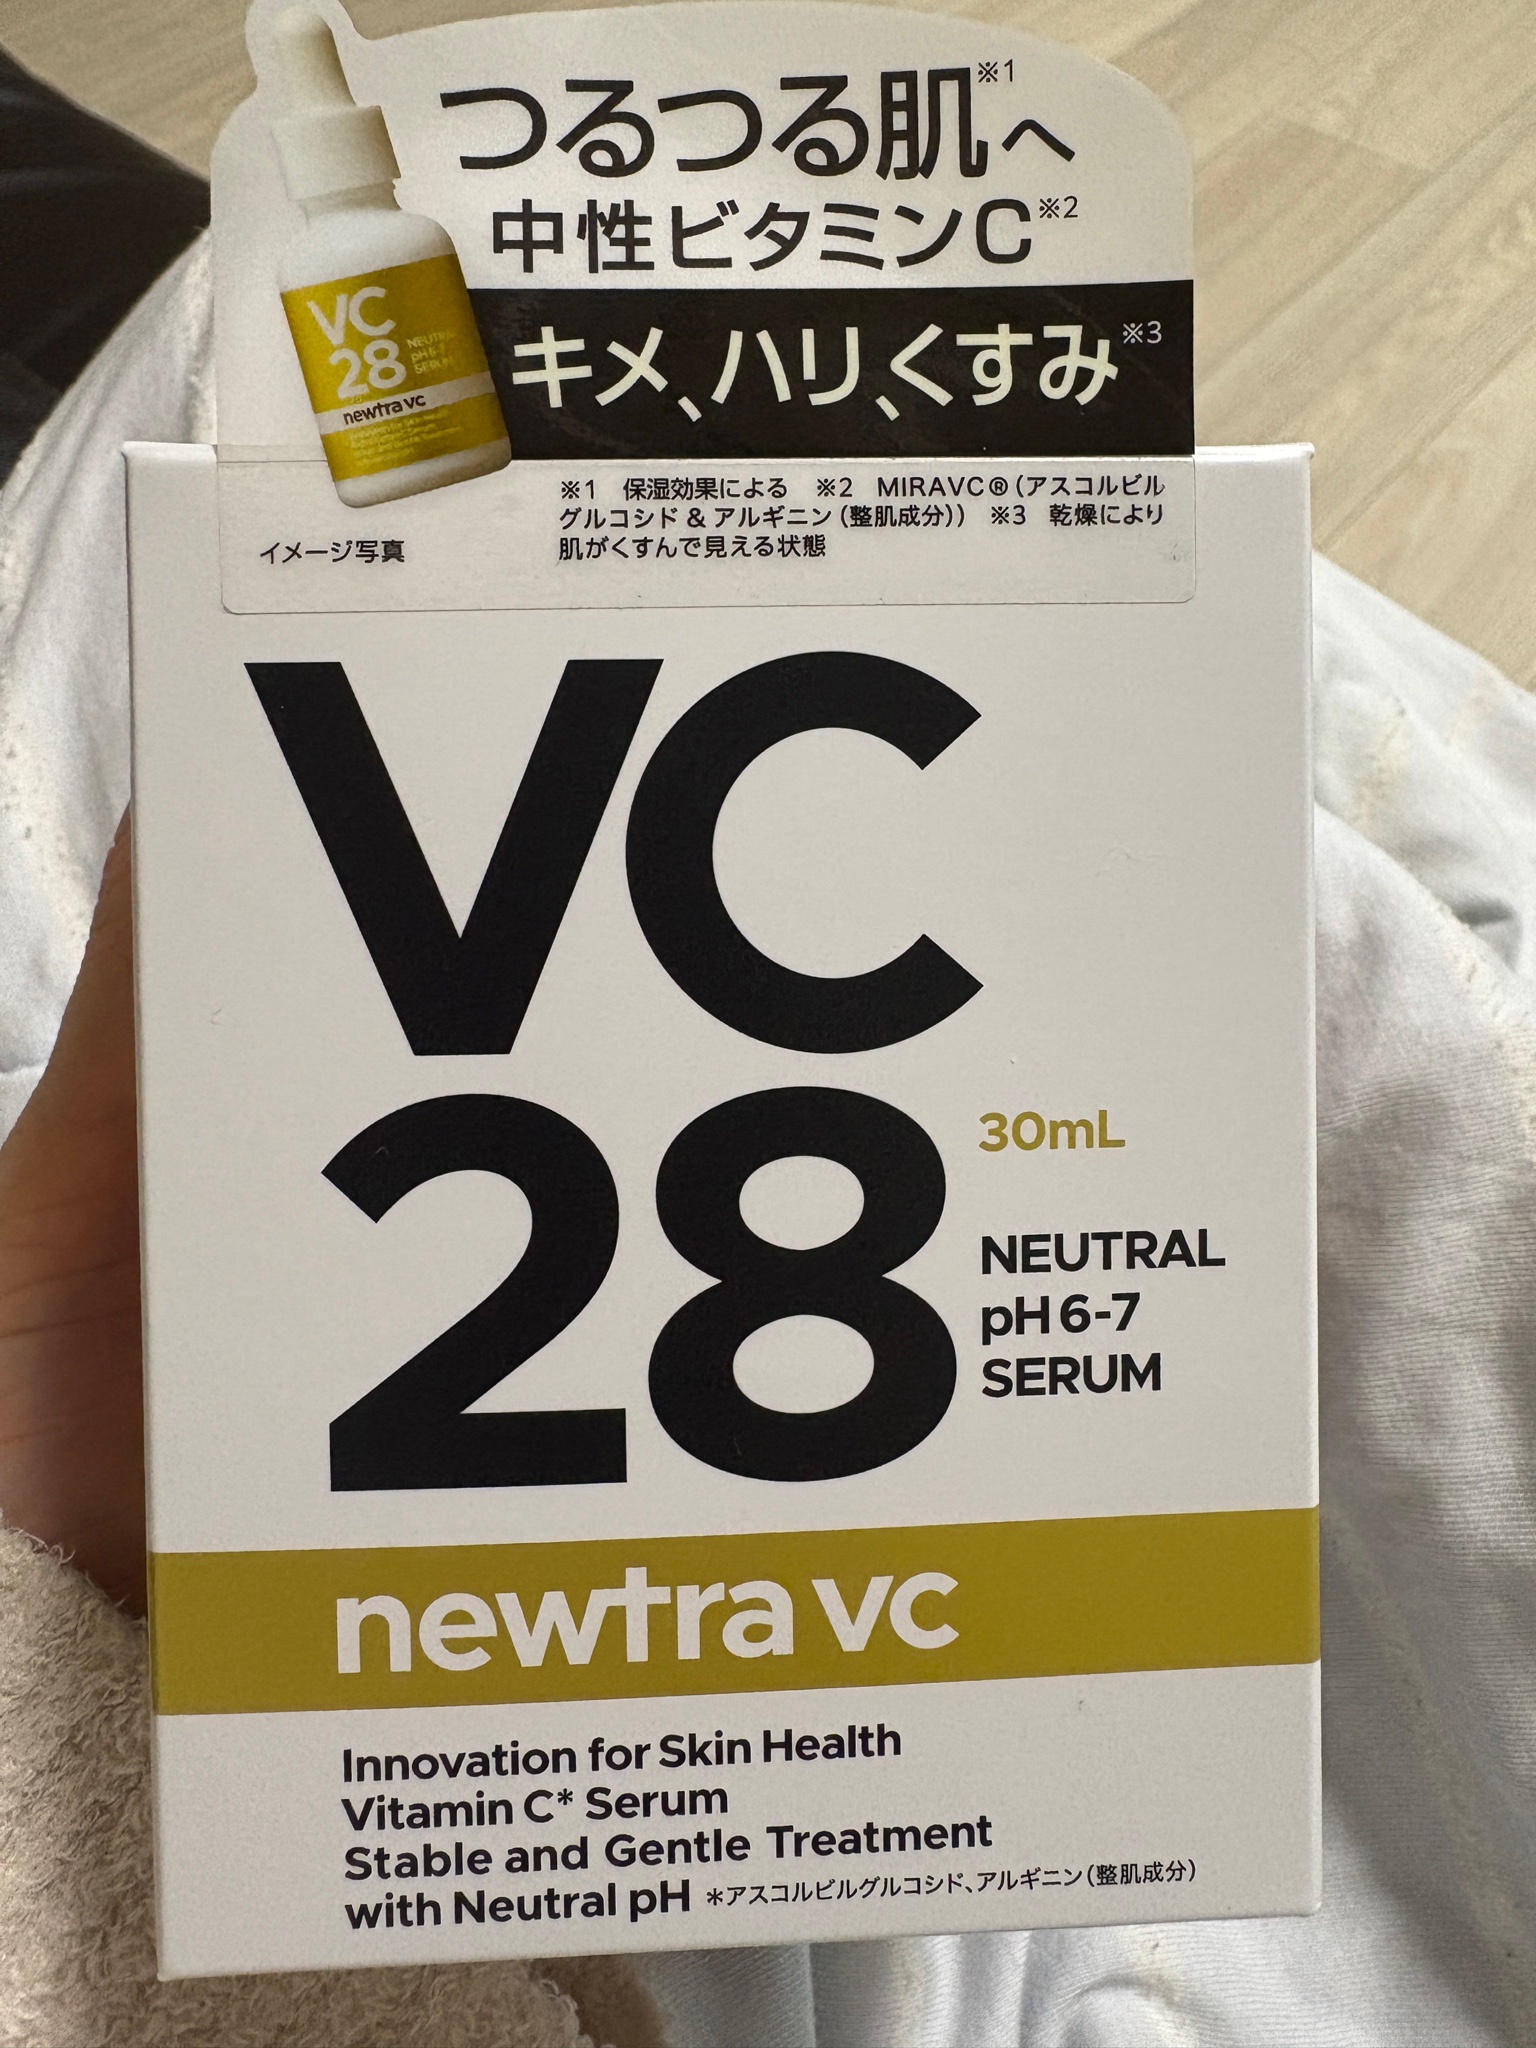 つるつる肌※1へ
中性ビタミンC※2
キメ、ハリ、くすみ※3
VC
28
NEUTRAL
pH 6-7
SERUM
newtra vc
※1 保湿効果による ※2 MIRAVC®（アスコルビル
グルコシド & アルギニン（整肌成分）） ※3 乾燥により
肌がくすんで見える状態
イメージ写真
VC
28
30mL
NEUTRAL
pH 6-7
SERUM
newtra vc
Innovation for Skin Health
Vitamin C* Serum
Stable and Gentle Treatment
with Neutral pH *アスコルビルグルコシド、アルギニン（整肌成分）